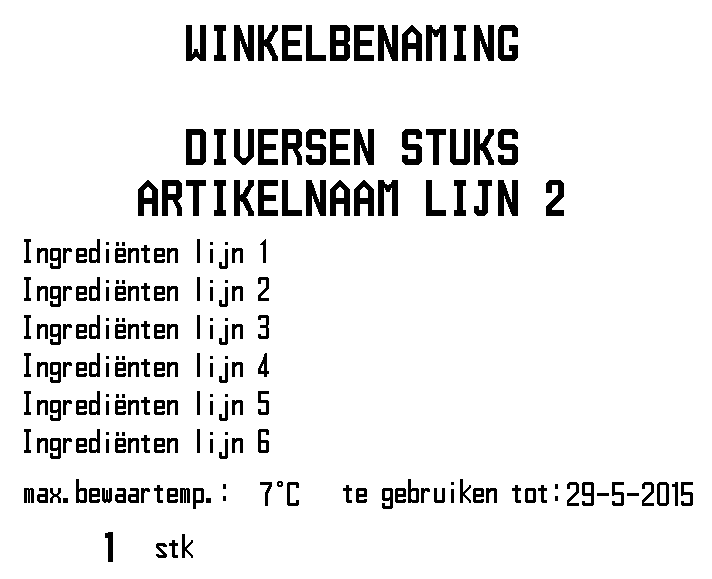 WINKELBENAMING
DIVERSEN STUKS
ARTIKELNAAM LIJN 2
Ingrediënten lijn 1
Ingrediënten lijn 2
Ingrediënten lijn 3
Ingrediënten lijn 4
Ingrediënten lijn 5
Ingrediënten lijn 6
max.bewaartemp.: 7°C te gebruiken tot:29-5-2015
1 stk